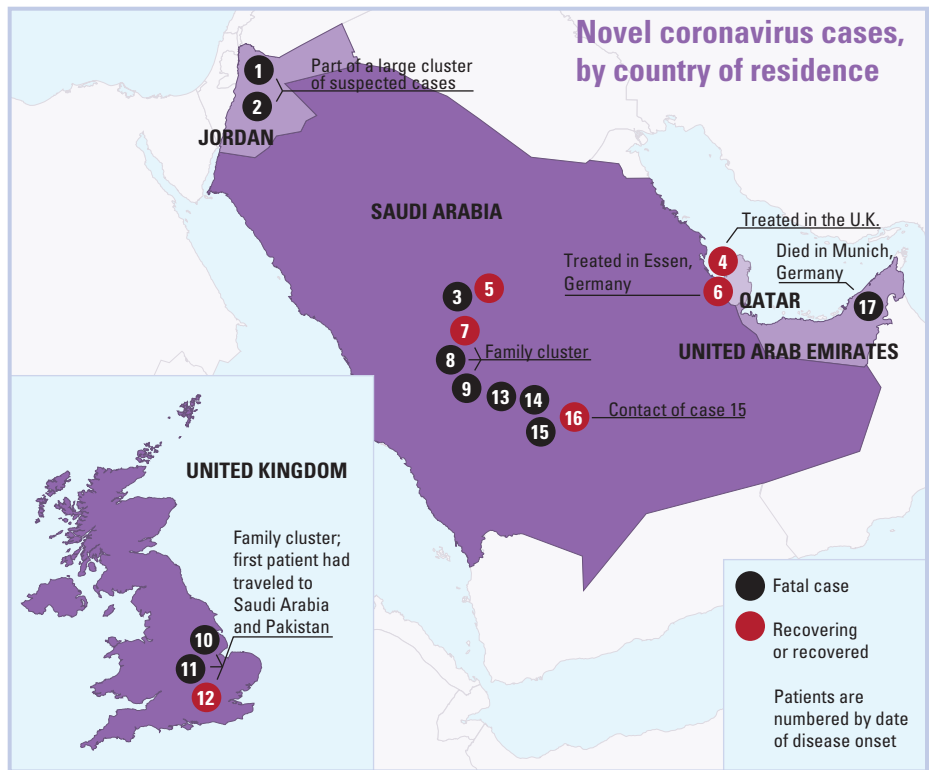 Novel coronavirus cases,
by country of residence
1
Part of a large cluster
of suspected cases
2
JORDAN
SAUDI ARABIA
Treated in the U.K.
4
Treated in Essen,
Germany
Died in Munich,
Germany
6
QATAR
17
3
5
7
UNITED ARAB EMIRATES
8
Family cluster
9
13
14
Contact of case 15
16
15
UNITED KINGDOM
Family cluster;
first patient had
traveled to
Saudi Arabia
and Pakistan
10
11
12
Fatal case
Recovering
or recovered
Patients are
numbered by date
of disease onset